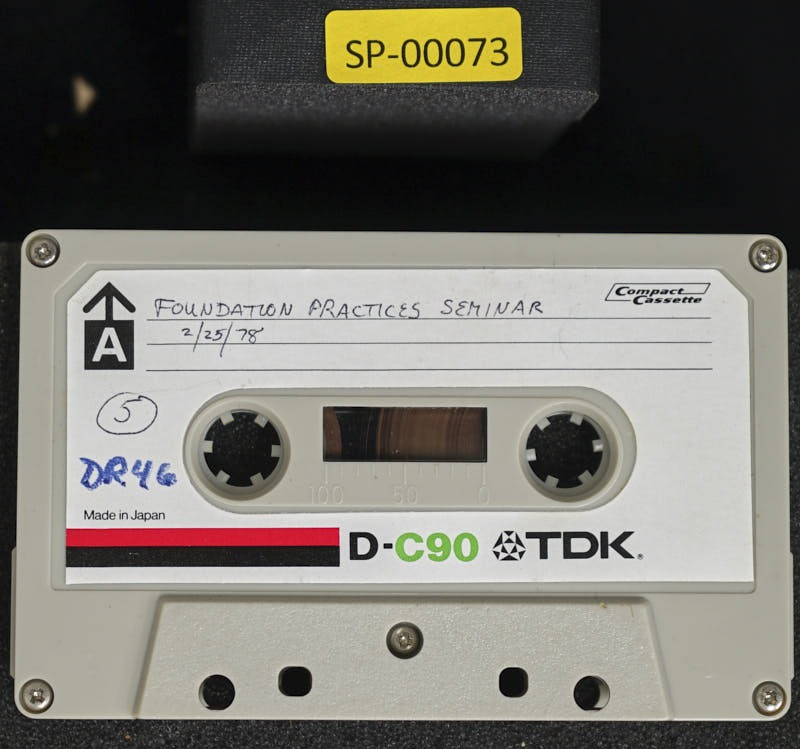 SP-00073
FOUNDATION PRACTICES SEMINAR
Compact Cassette
2/25/78
A
5
DR46
100 50 0
Made in Japan
D-C90 TDK®